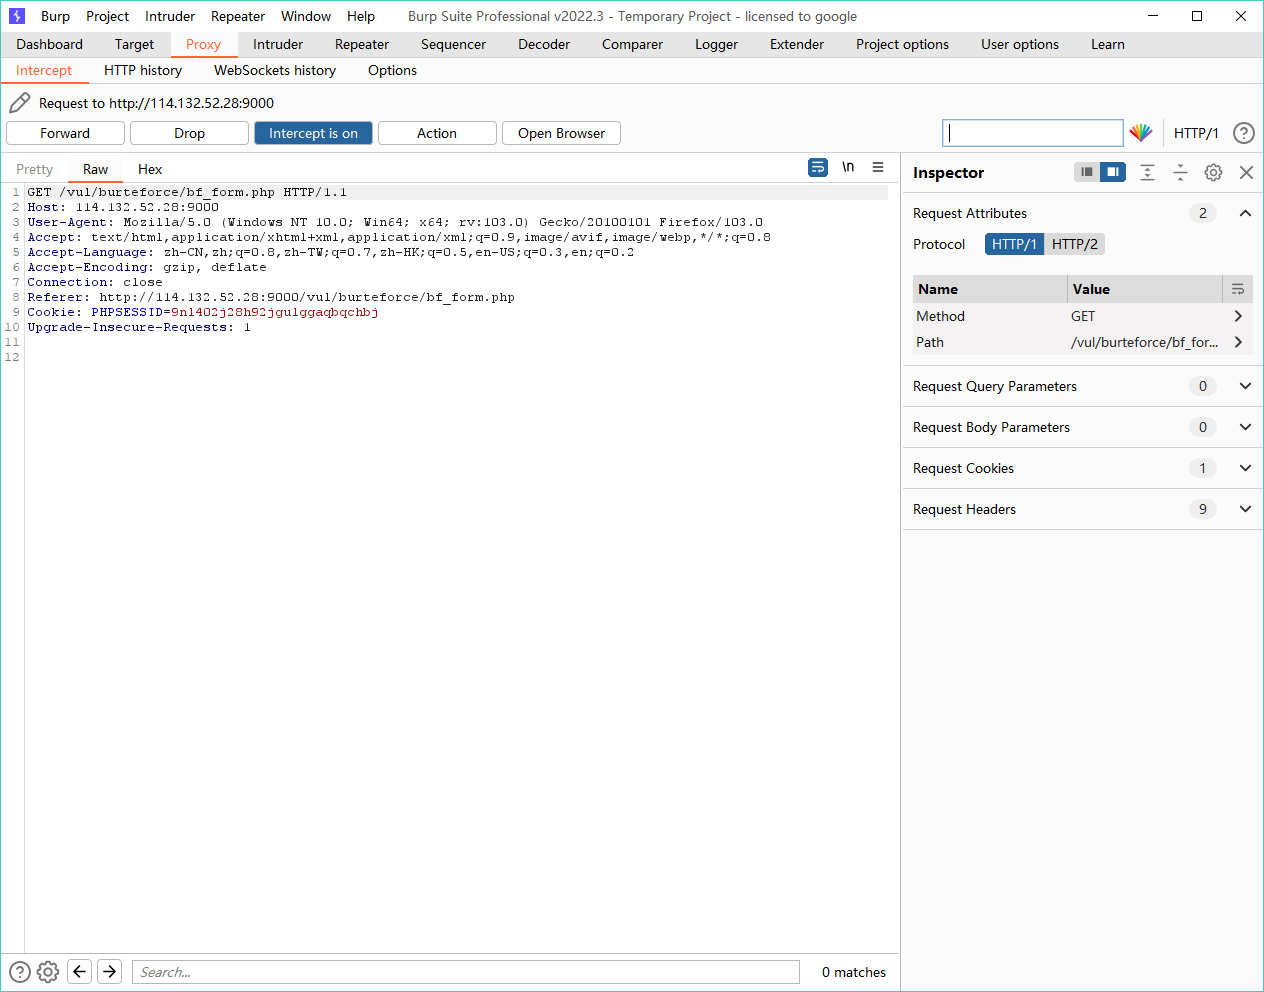 Burp Project Intruder Repeater Window Help Burp Suite Professional v2022.3 - Temporary Project - licensed to google
Dashboard Target Proxy Intruder Repeater Sequencer Decoder Comparer Logger Extender Project options User options Learn
Intercept HTTP history WebSockets history Options
Request to http://114.132.52.28:9000
Forward Drop Intercept is on Action Open Browser HTTP/1 ?
Pretty Raw Hex \n
Inspector
1 GET /vul/burteforce/bf_form.php HTTP/1.1
2 Host: 114.132.52.28:9000
3 User-Agent: Mozilla/5.0 (Windows NT 10.0; Win64; x64; rv:103.0) Gecko/20100101 Firefox/103.0
4 Accept: text/html,application/xhtml+xml,application/xml;q=0.9,image/avif,image/webp,*/*;q=0.8
5 Accept-Language: zh-CN,zh;q=0.8,zh-TW;q=0.7,zh-HK;q=0.5,en-US;q=0.3,en;q=0.2
6 Accept-Encoding: gzip, deflate
7 Connection: close
8 Referer: http://114.132.52.28:9000/vul/burteforce/bf_form.php
9 Cookie: PHPSESSID=9nl402j28h92jgulggaqbqchbj
10 Upgrade-Insecure-Requests: 1
11
12
Request Attributes 2
Protocol HTTP/1 HTTP/2
Name Value
Method GET
Path /vul/burteforce/bf_for...
Request Query Parameters 0
Request Body Parameters 0
Request Cookies 1
Request Headers 9
? Search... 0 matches